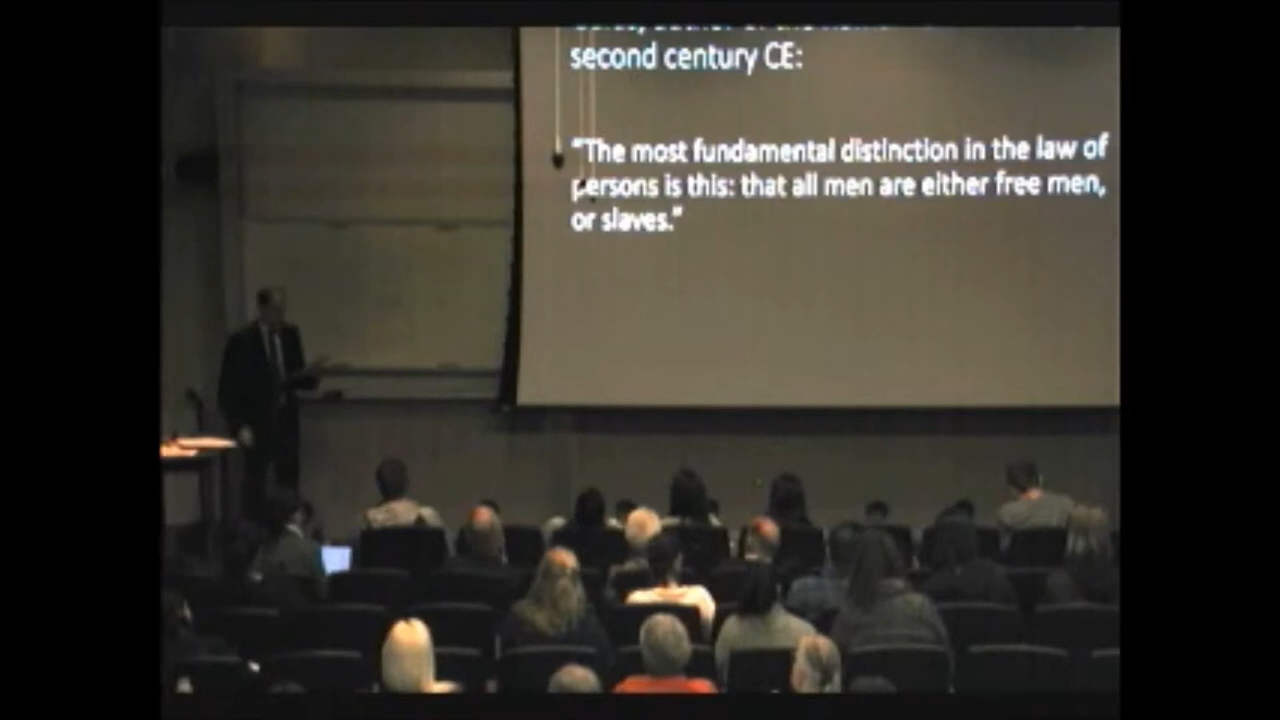 second century CE:
"The most fundamental distinction in the law of
persons is this: that all men are either free men,
or slaves."